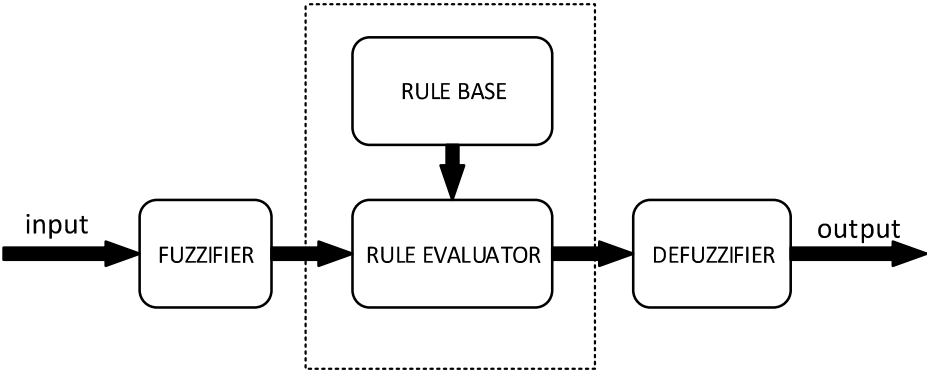 RULE BASE
input
FUZZIFIER
RULE EVALUATOR
DEFUZZIFIER
output